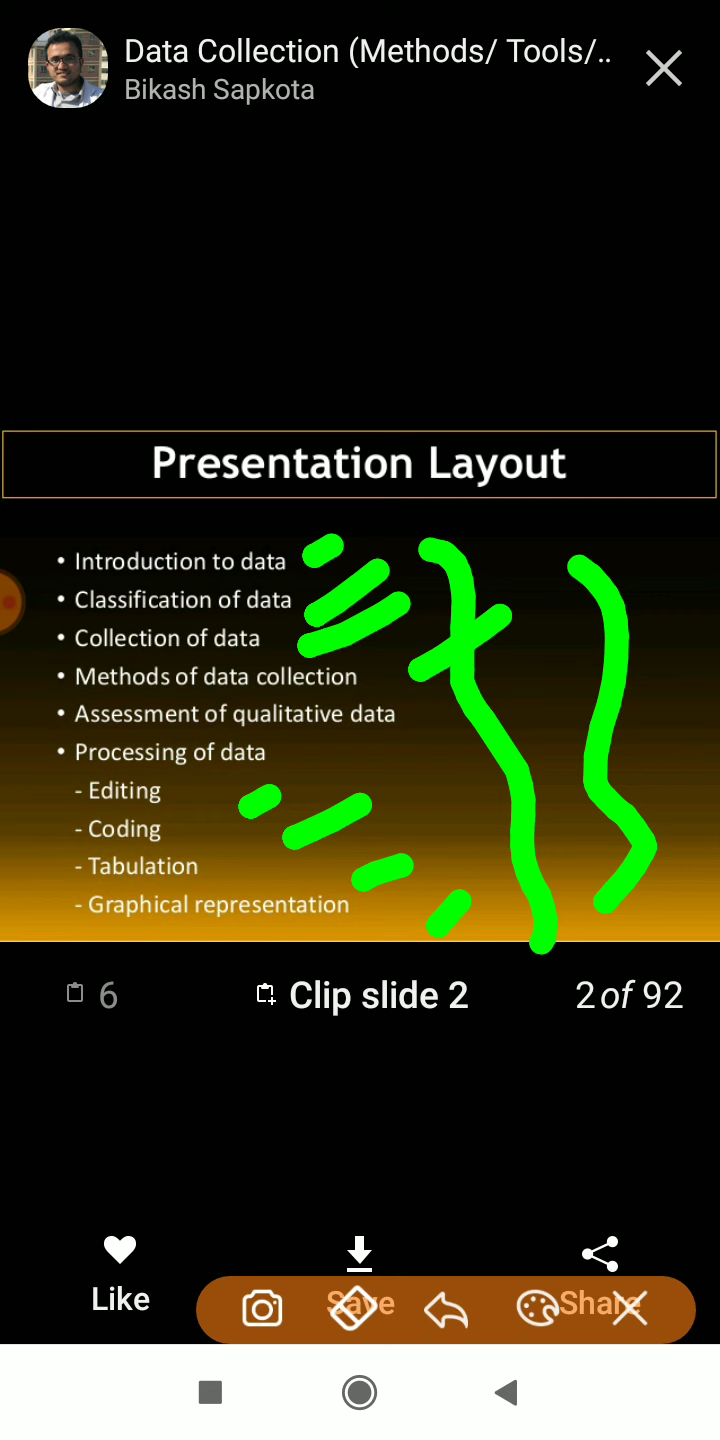 Data Collection (Methods/ Tools/..
Bikash Sapkota
Presentation Layout
• Introduction to data
• Classification of data
• Collection of data
• Methods of data collection
• Assessment of qualitative data
• Processing of data
- Editing
- Coding
- Tabulation
- Graphical representation
6
Clip slide 2
2 of 92
Like
Save
Share